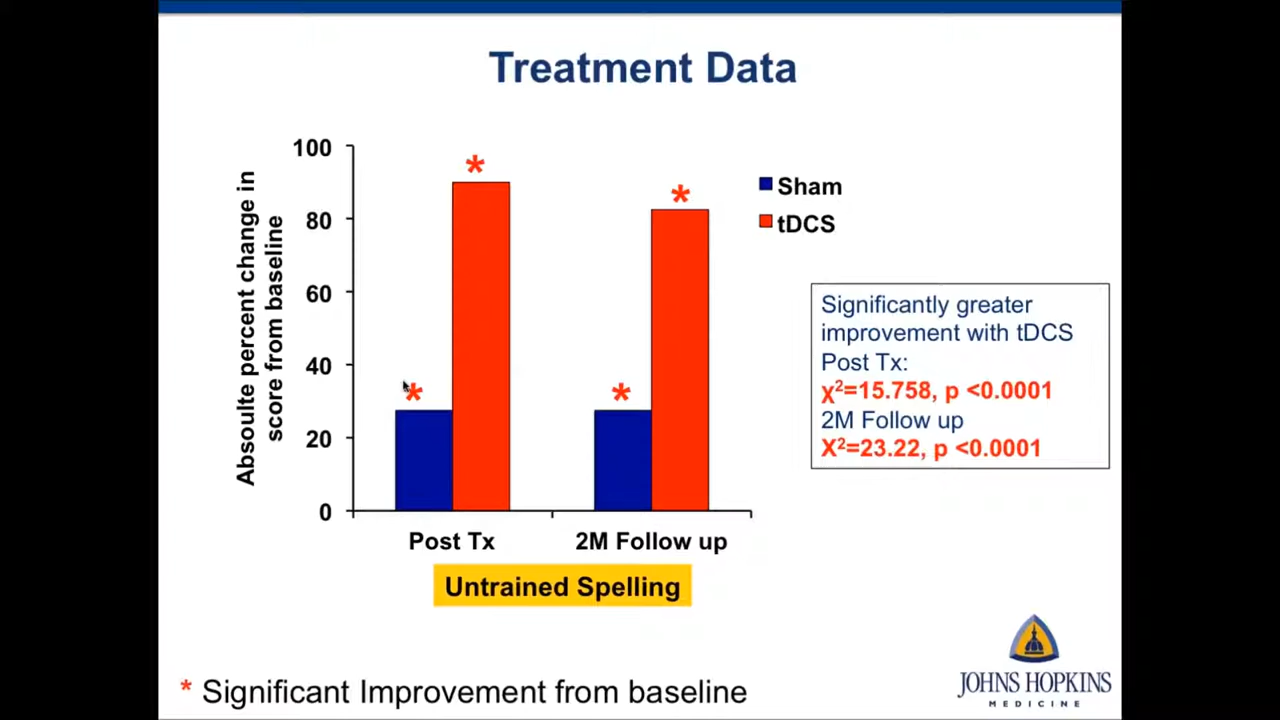 Treatment Data
Absoulte percent change in
score from baseline
100
80
60
40
20
0
*
*
*
*
Post Tx
2M Follow up
Untrained Spelling
Sham
tDCS
Significantly greater
improvement with tDCS
Post Tx:
χ²=15.758, p <0.0001
2M Follow up
X²=23.22, p <0.0001
* Significant Improvement from baseline
JOHNS HOPKINS
MEDICINE